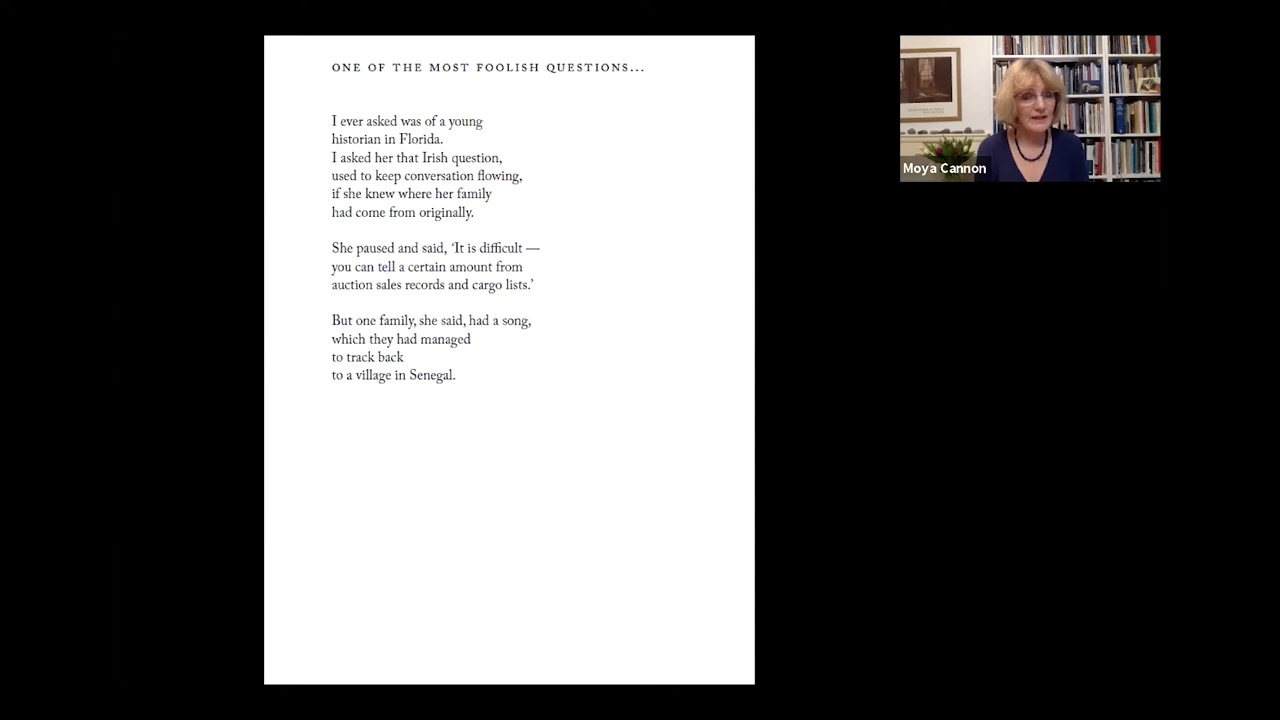 ONE OF THE MOST FOOLISH QUESTIONS...
I ever asked was of a young
historian in Florida.
I asked her that Irish question,
used to keep conversation flowing,
if she knew where her family
had come from originally.
She paused and said, ‘It is difficult —
you can tell a certain amount from
auction sales records and cargo lists.’
But one family, she said, had a song,
which they had managed
to track back
to a village in Senegal.
Moya Cannon